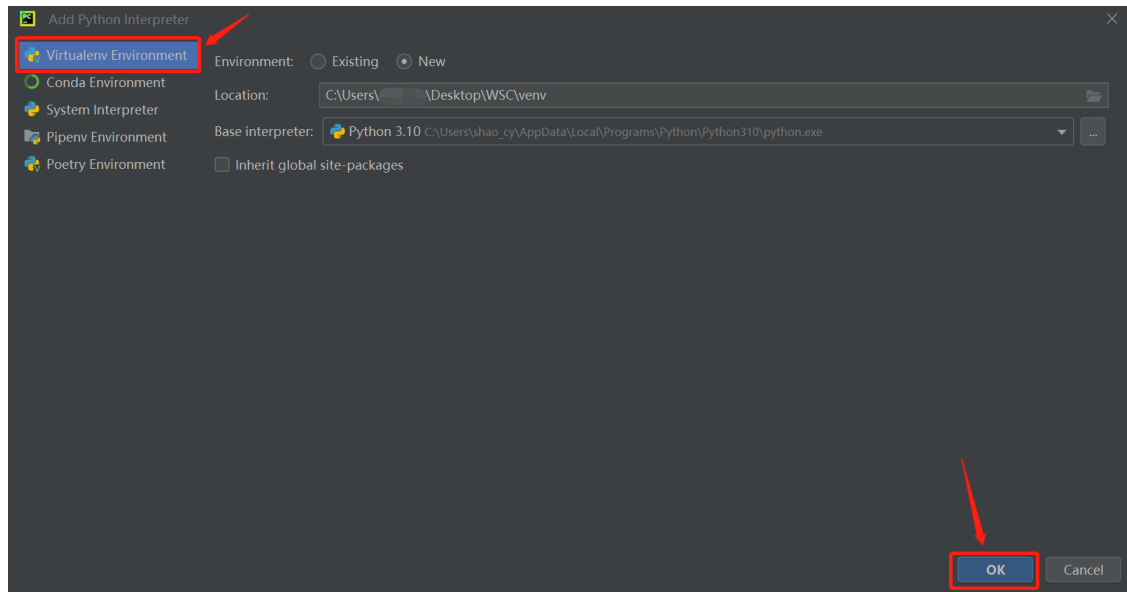 Add Python Interpreter
Virtualenv Environment
Conda Environment
System Interpreter
Pipenv Environment
Poetry Environment
Environment: Existing New
Location: C:\Users\ \Desktop\WSC\venv
Base interpreter: Python 3.10 C:\Users\shao_cy\AppData\Local\Programs\Python\Python310\python.exe ...
Inherit global site-packages
OK Cancel